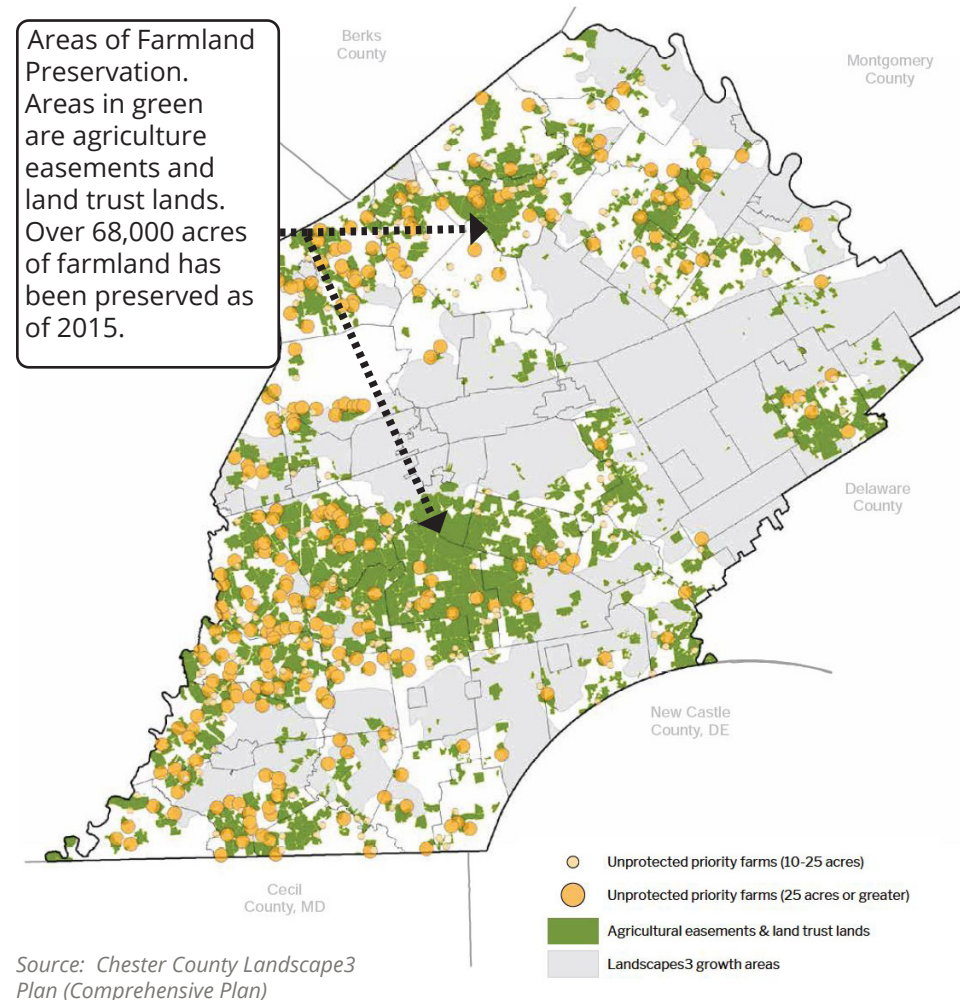 Areas of Farmland
Preservation.
Areas in green
are agriculture
easements and
land trust lands.
Over 68,000 acres
of farmland has
been preserved as
of 2015.
Berks
County
Montgomery
County
Delaware
County
New Castle
County, DE
Cecil
County, MD
Unprotected priority farms (10-25 acres)
Unprotected priority farms (25 acres or greater)
Agricultural easements & land trust lands
Landscapes3 growth areas
Source: Chester County Landscape3
Plan (Comprehensive Plan)